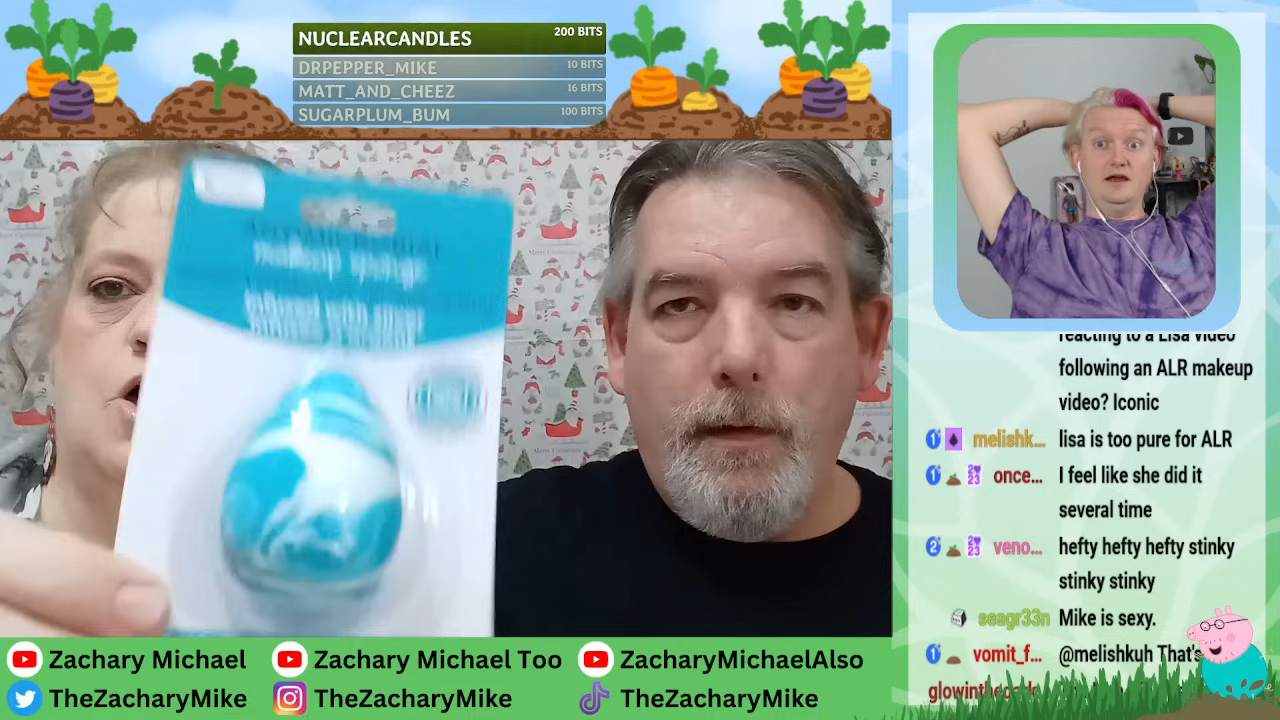 NUCLEARCANDLES 200 BITS
DRPEPPER_MIKE 10 BITS
MATT_AND_CHEEZ 16 BITS
SUGARPLUM_BUM 100 BITS
makeup sponge
reacting to a Lisa video
following an ALR makeup
video? Iconic
melishk... lisa is too pure for ALR
once... I feel like she did it
several time
veno... hefty hefty hefty stinky
stinky stinky
seagr33n Mike is sexy.
vomit_f... @melishkuh That's
Zachary Michael
Zachary Michael Too
ZacharyMichaelAlso
TheZacharyMike
TheZacharyMike
TheZacharyMike